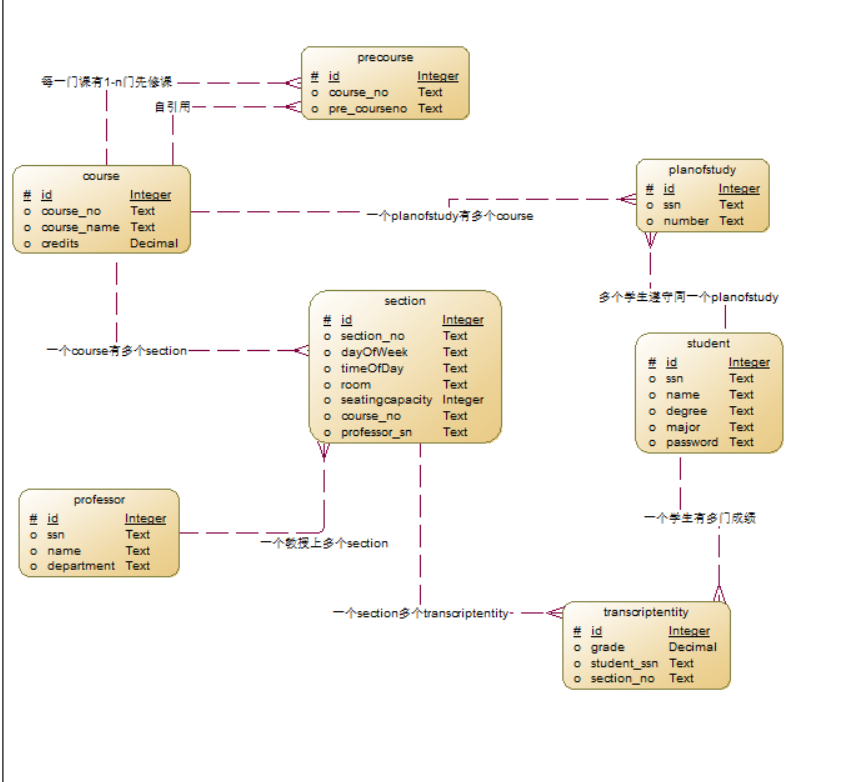 precourse
# id Integer
o course_no Text
o pre_courseno Text
每一门课有1-n门先修课
自引用
course
# id Integer
o course_no Text
o course_name Text
o credits Decimal
planofstudy
# id Integer
o ssn Text
o number Text
一个planofstudy有多个course
多个学生遵守同一个planofstudy
section
# id Integer
o section_no Text
o dayOfWeek Text
o timeOfDay Text
o room Text
o seatingcapacity Integer
o course_no Text
o professor_sn Text
一个course有多个section
student
# id Integer
o ssn Text
o name Text
o degree Text
o major Text
o password Text
professor
# id Integer
o ssn Text
o name Text
o department Text
一个教授上多个section
一个学生有多门成绩
一个section多个transcriptentity
transcriptentity
# id Integer
o grade Decimal
o student_ssn Text
o section_no Text